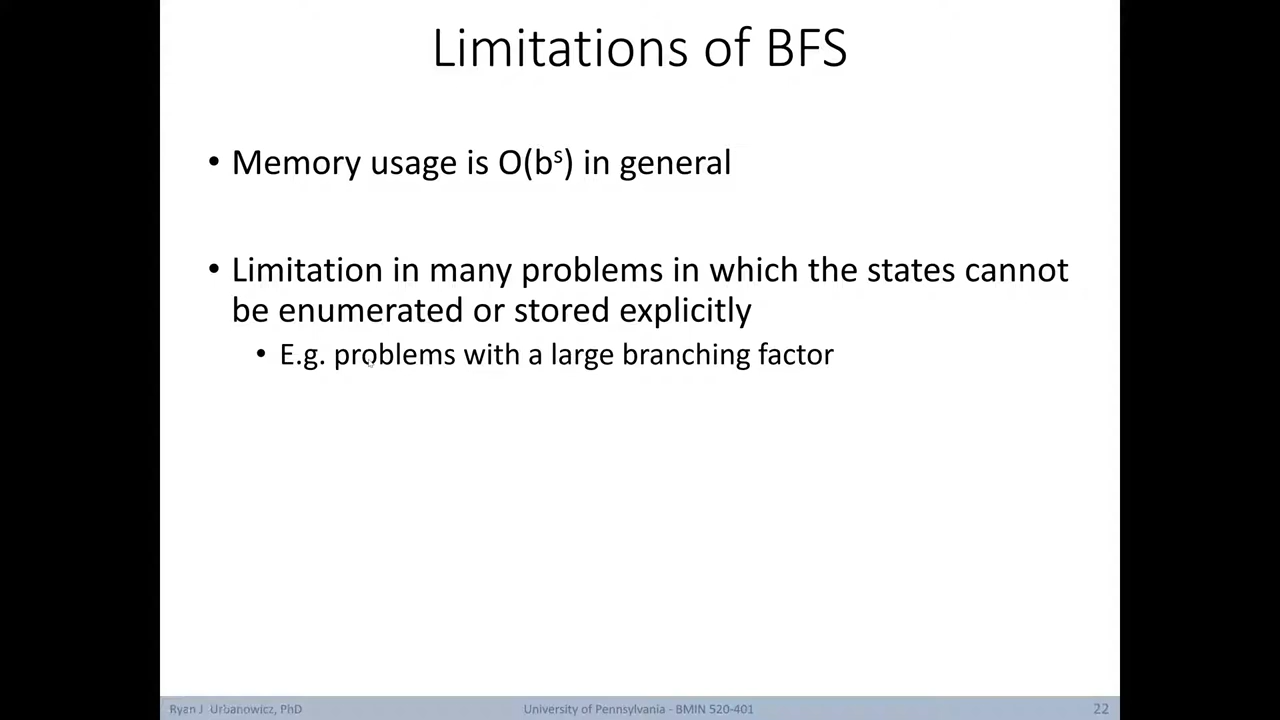 Limitations of BFS
• Memory usage is O(bˢ) in general
• Limitation in many problems in which the states cannot
be enumerated or stored explicitly
• E.g. problems with a large branching factor
Ryan J Urbanowicz, PhD
University of Pennsylvania - BMIN 520-401
22